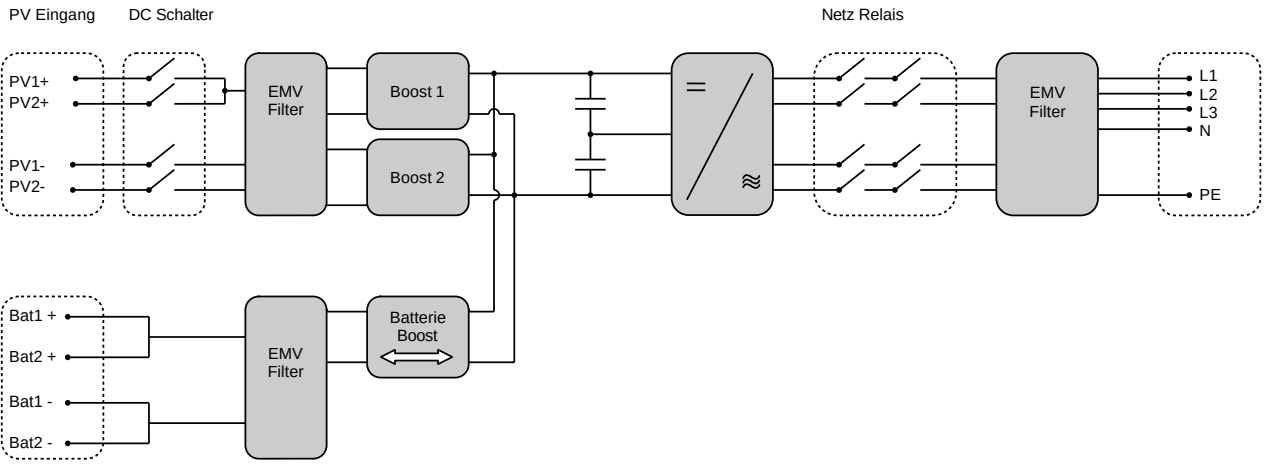 PV Eingang
DC Schalter
Netz Relais
PV1+
PV2+
PV1-
PV2-
EMV
Filter
Boost 1
Boost 2
EMV
Filter
L1
L2
L3
N
PE
Bat1 +
Bat2 +
Bat1 -
Bat2 -
EMV
Filter
Batterie
Boost